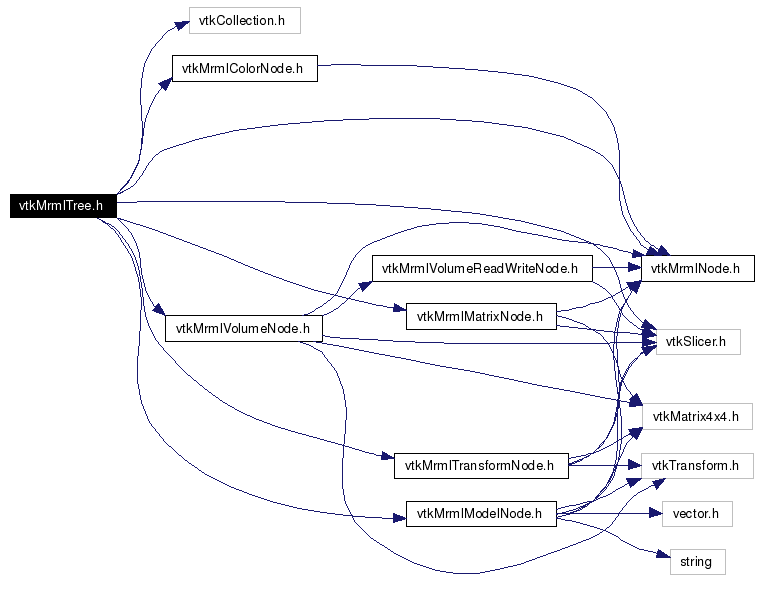 vtkCollection.h
vtkMrmlColorNode.h
vtkMrmlTree.h
vtkMrmlVolumeReadWriteNode.h
vtkMrmlNode.h
vtkMrmlMatrixNode.h
vtkMrmlVolumeNode.h
vtkSlicer.h
vtkMatrix4x4.h
vtkMrmlTransformNode.h
vtkTransform.h
vtkMrmlModelNode.h
vector.h
string